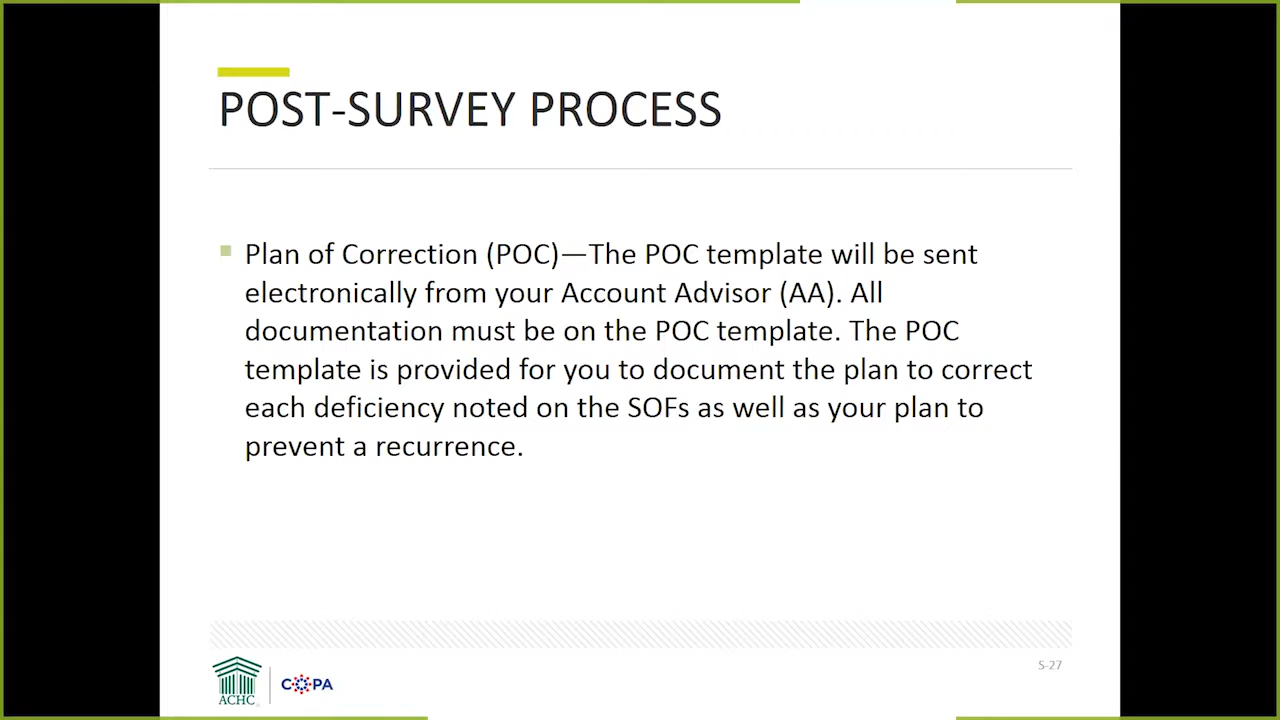 POST-SURVEY PROCESS
Plan of Correction (POC)—The POC template will be sent
electronically from your Account Advisor (AA). All
documentation must be on the POC template. The POC
template is provided for you to document the plan to correct
each deficiency noted on the SOFs as well as your plan to
prevent a recurrence.
S-27
ACHC
COPA